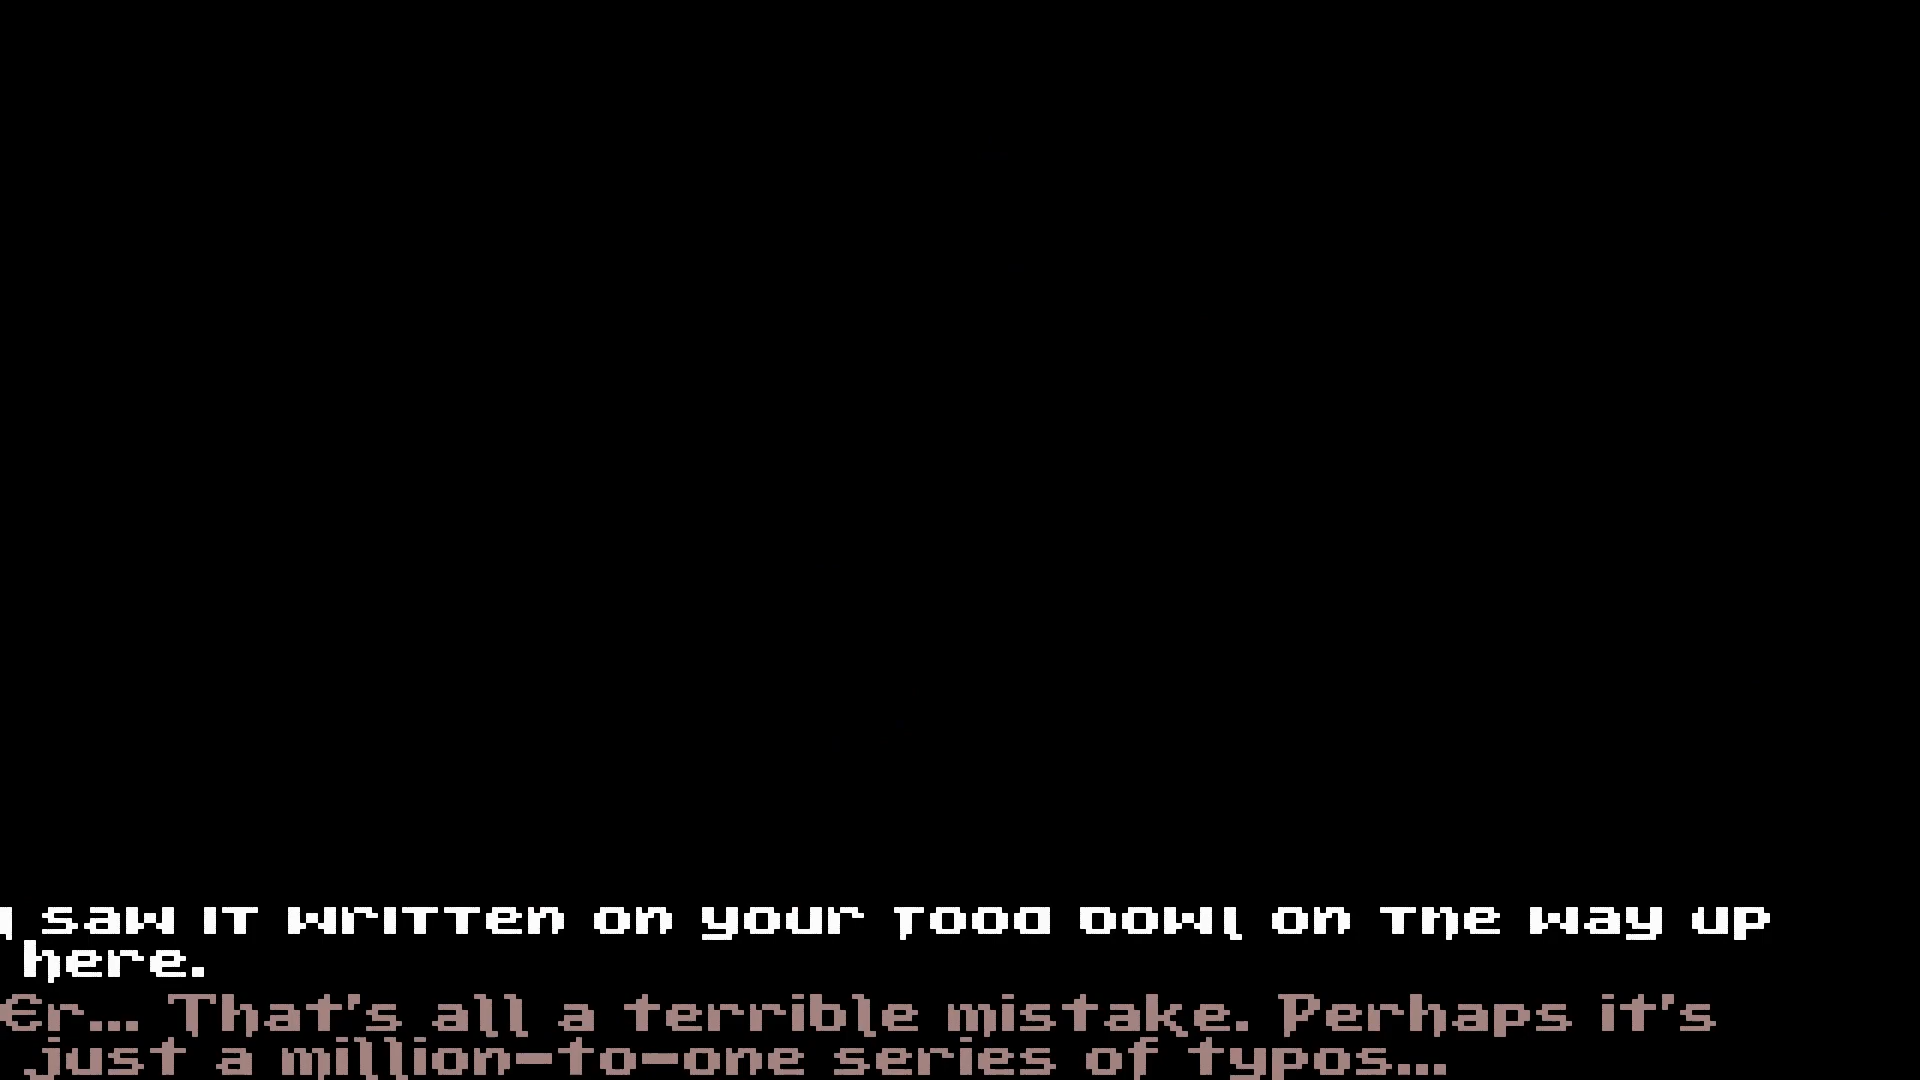 I saw it written on your food bowl on the way up
here.
Er... That's all a terrible mistake. Perhaps it's
just a million-to-one series of typos...